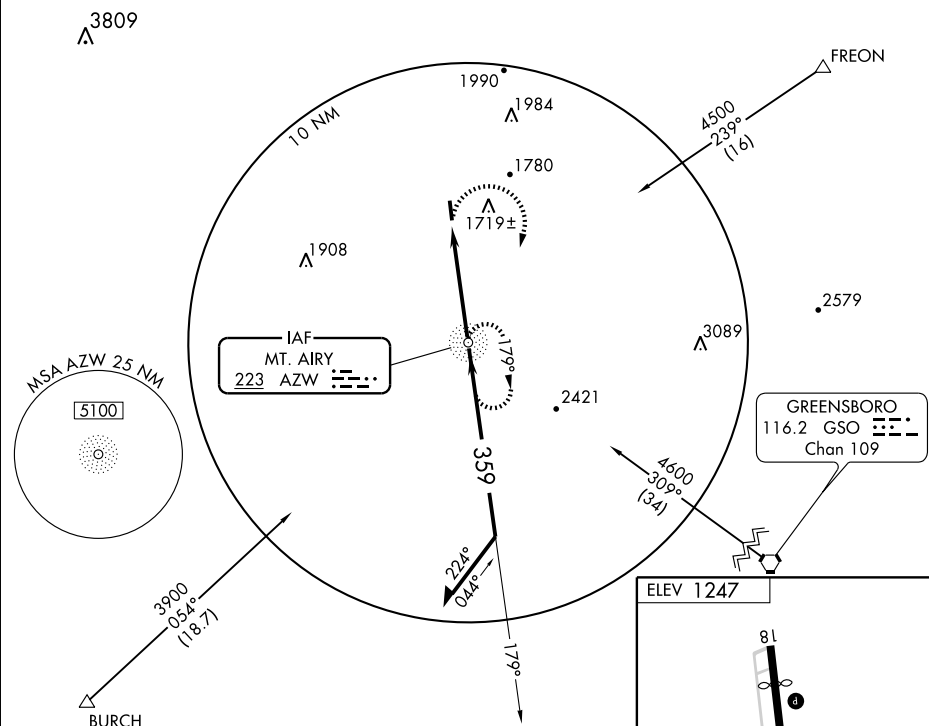 3809
FREON
1990
1984
10 NM
4500
239°
(16)
1780
1719±
1908
2579
IAF
MT. AIRY
223 AZW
179°
3089
MSA AZW 25 NM
5100
2421
GREENSBORO
116.2 GSO
Chan 109
359
4600
309°
(34)
224°
044°
3900
054°
(18.7)
ELEV 1247
179°
18
P
BURCH